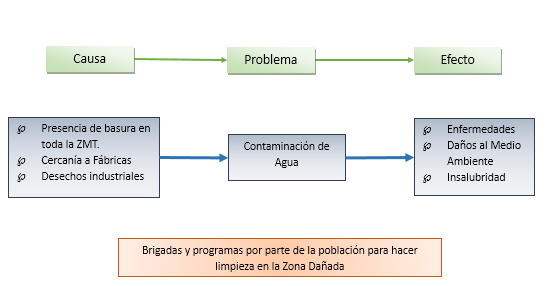 Causa
Problema
Efecto
℘ Presencia de basura en
toda la ZMT.
℘ Cercanía a Fábricas
℘ Desechos industriales
Contaminación de
Agua
℘ Enfermedades
℘ Daños al Medio
Ambiente
℘ Insalubridad
Brigadas y programas por parte de la población para hacer
limpieza en la Zona Dañada